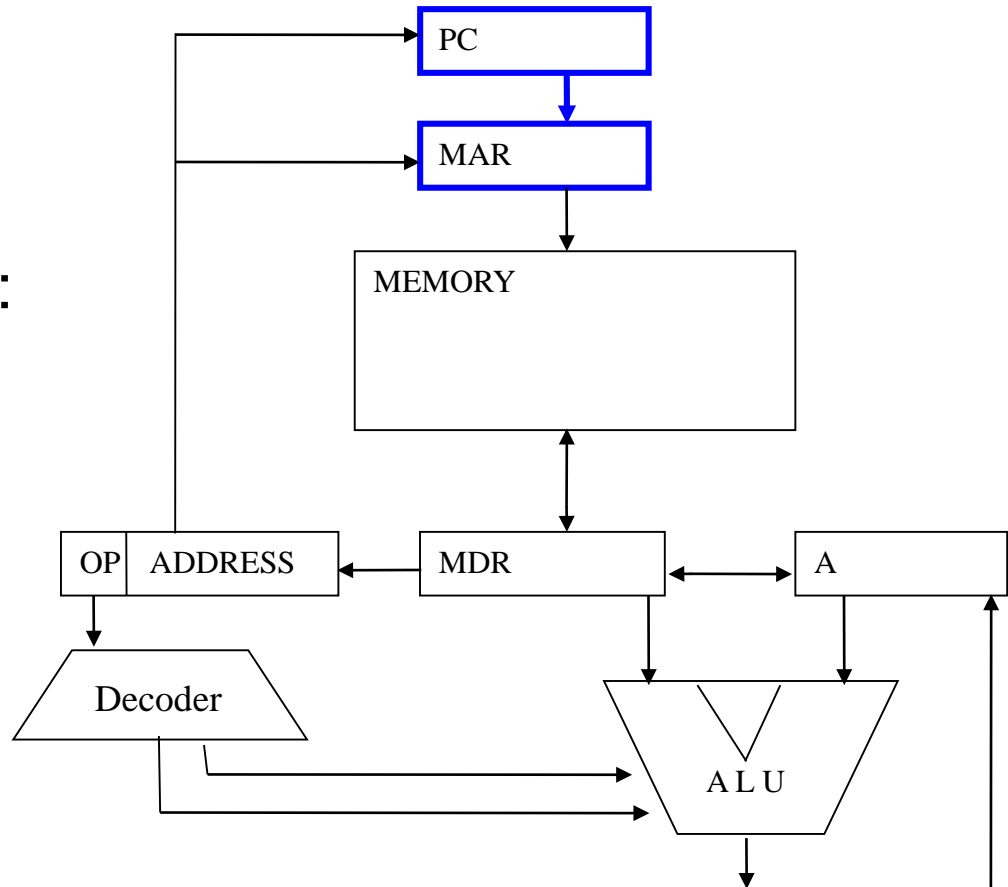 PC
MAR
:
MEMORY
OP ADDRESS
MDR
A
Decoder
A L U